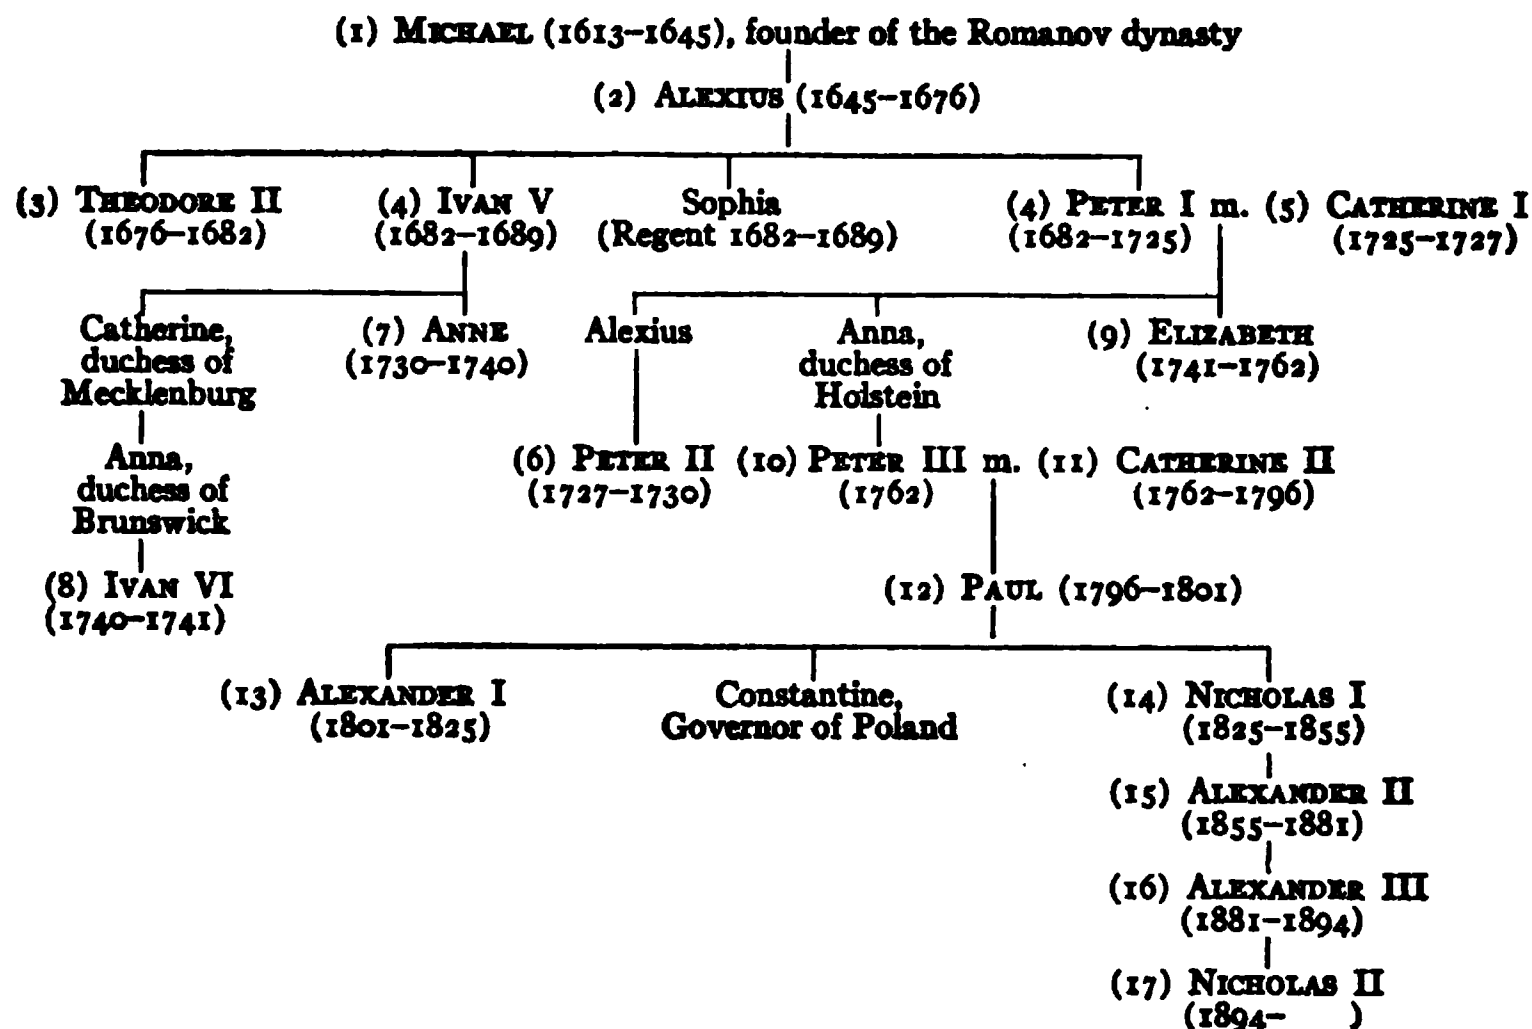 (1) MICHAEL (1613–1645), founder of the Romanov dynasty
(2) ALEXIUS (1645–1676)
(3) THEODORE II (4) IVAN V Sophia (4) PETER I m. (5) CATHERINE I
(1676–1682) (1682–1689) (Regent 1682–1689) (1682–1725) (1725–1727)
Catherine, (7) ANNE Alexius Anna, (9) ELIZABETH
duchess of (1730–1740) duchess of (1741–1762)
Mecklenburg Holstein
Anna, (6) PETER II (10) PETER III m. (11) CATHERINE II
duchess of (1727–1730) (1762) (1762–1796)
Brunswick
(8) IVAN VI (12) PAUL (1796–1801)
(1740–1741)
(13) ALEXANDER I Constantine, (14) NICHOLAS I
(1801–1825) Governor of Poland (1825–1855)
(15) ALEXANDER II
(1855–1881)
(16) ALEXANDER III
(1881–1894)
(17) NICHOLAS II
(1894– )